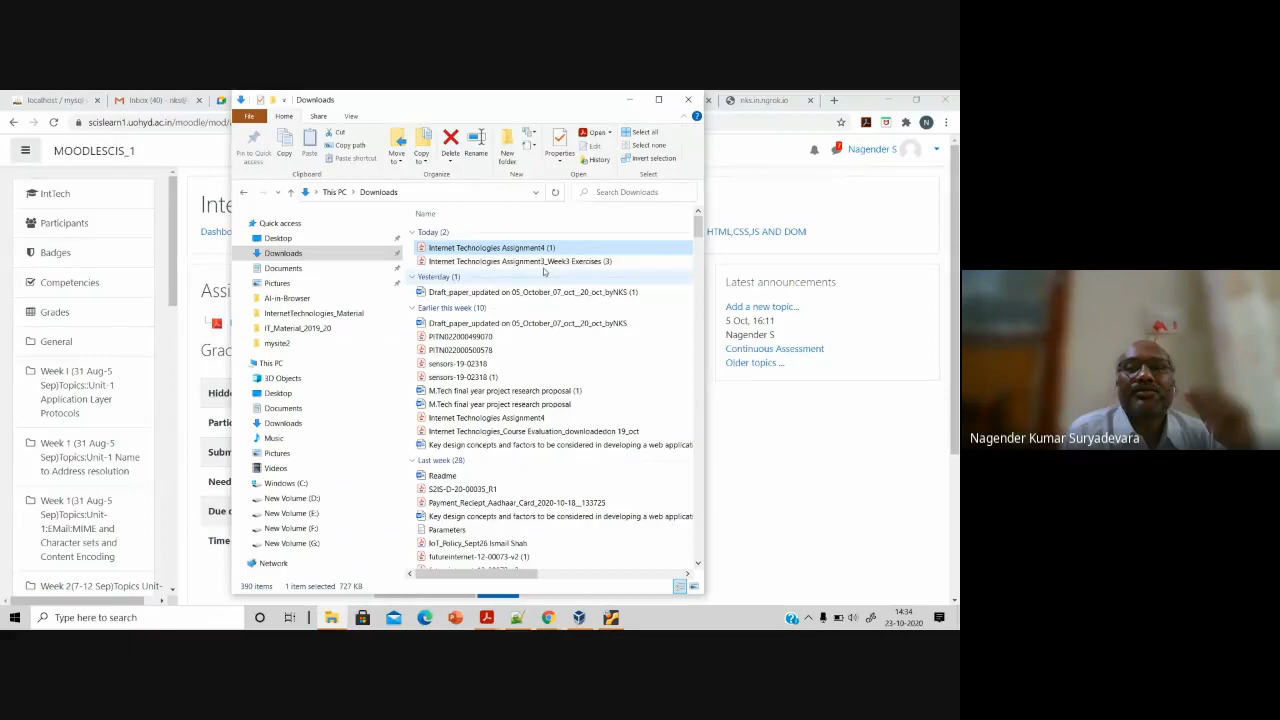 localhost / mysql
Inbox (40) - nks@
nks.in.ngrok.io
scislearn1.uohyd.ac.in/moodle/mod/
MOODLESCIS_1
Nagender S
IntTech
Participants
Badges
Competencies
Grades
General
Week I (31 Aug-5
Sep)Topics::Unit-1
Application Layer
Protocols
Week 1 (31 Aug-5
Sep)Topics:Unit-1 Name
to Address resolution
Week 1(31 Aug-5
Sep)Topics:Unit-
1:EMail:MIME and
Character sets and
Content Encoding
Week 2(7-12 Sep)Topics Unit-
HTML,CSS,JS AND DOM
Latest announcements
Add a new topic...
5 Oct, 16:11
Nagender S
Continuous Assessment
Older topics ...
Downloads
File
Home
Share
View
Pin to Quick
access
Copy
Paste
Cut
Copy path
Paste shortcut
Clipboard
Move
to
Copy
to
Delete
Rename
Organize
New
folder
New
Properties
Open
Edit
History
Open
Select all
Select none
Invert selection
Select
This PC
Downloads
Search Downloads
Quick access
Desktop
Downloads
Documents
Pictures
AI-in-Browser
InternetTechnologies_Material
IT_Material_2019_20
mysite2
This PC
3D Objects
Desktop
Documents
Downloads
Music
Pictures
Videos
Windows (C:)
New Volume (D:)
New Volume (E:)
New Volume (F:)
New Volume (G:)
Network
Name
Today (2)
Internet Technologies Assignment4 (1)
Internet Technologies Assignment3_Week3 Exercises (3)
Yesterday (1)
Draft_paper_updated on 05_October_07_oct_20_oct_byNKS (1)
Earlier this week (10)
Draft_paper_updated on 05_October_07_oct_20_oct_byNKS
PITN022000499070
PITN022000500578
sensors-19-02318
sensors-19-02318 (1)
M.Tech final year project research proposal (1)
M.Tech final year project research proposal
Internet Technologies Assignment4
Internet Technologies_Course Evaluation_downloadedon 19_oct
Key design concepts and factors to be considered in developing a web applicat
Last week (28)
Readme
S2IS-D-20-00035_R1
Payment_Reciept_Aadhaar_Card_2020-10-18__133725
Key design concepts and factors to be considered in developing a web applicat
Parameters
IoT_Policy_Sept26 Ismail Shah
futureinternet-12-00073-v2 (1)
390 items
1 item selected 727 KB
Type here to search
14:34
23-10-2020
Nagender Kumar Suryadevara